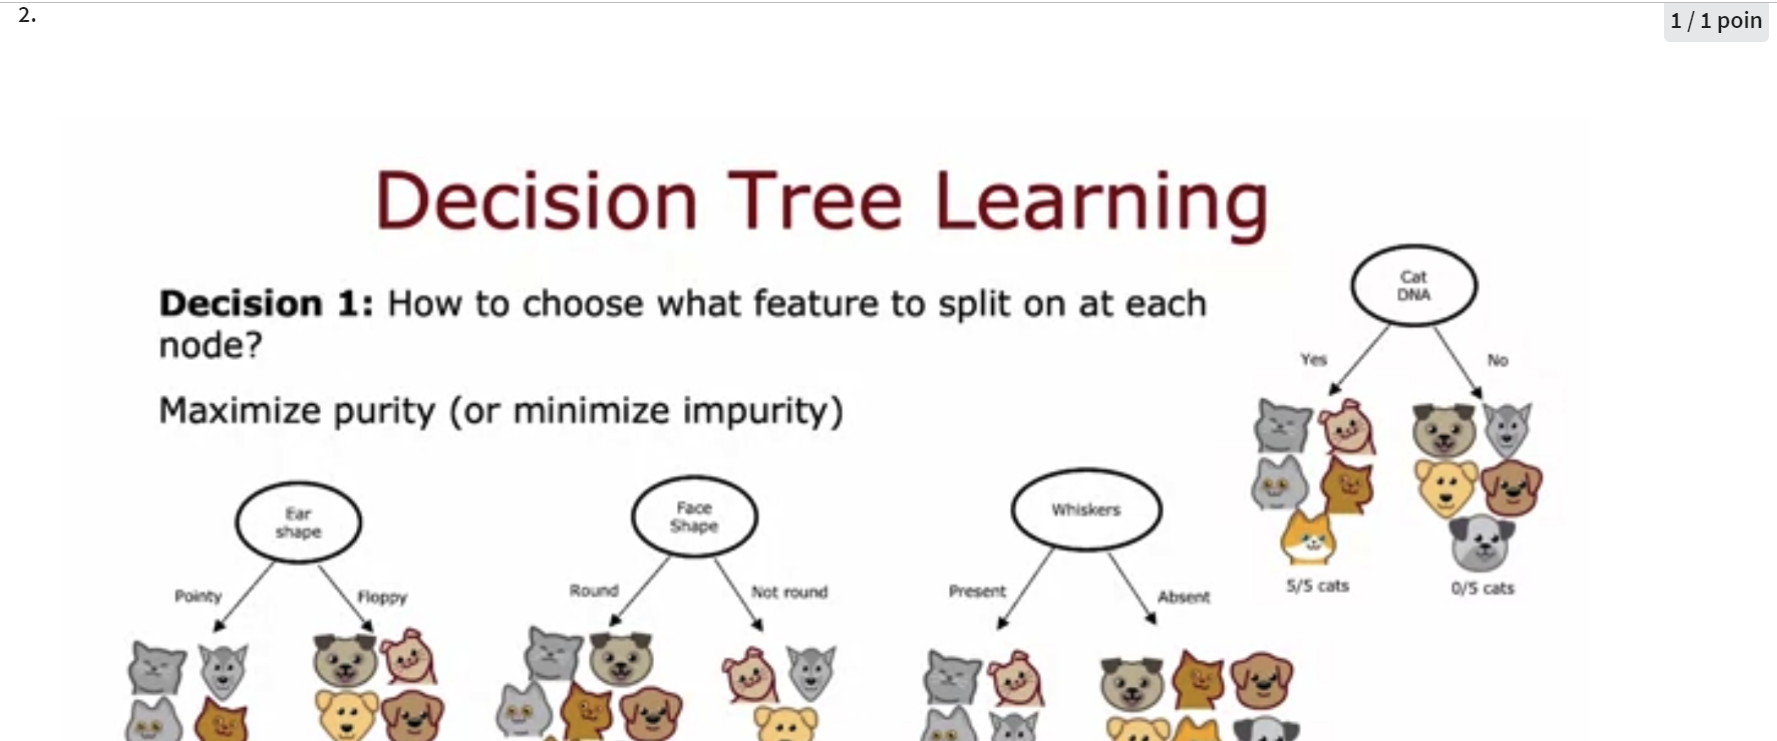 2.
1 / 1 poin
Decision Tree Learning
Decision 1: How to choose what feature to split on at each
node?
Maximize purity (or minimize impurity)
Cat
DNA
Yes
No
5/5 cats
0/5 cats
Ear
shape
Pointy
Floppy
Face
Shape
Round
Not round
Whiskers
Present
Absent